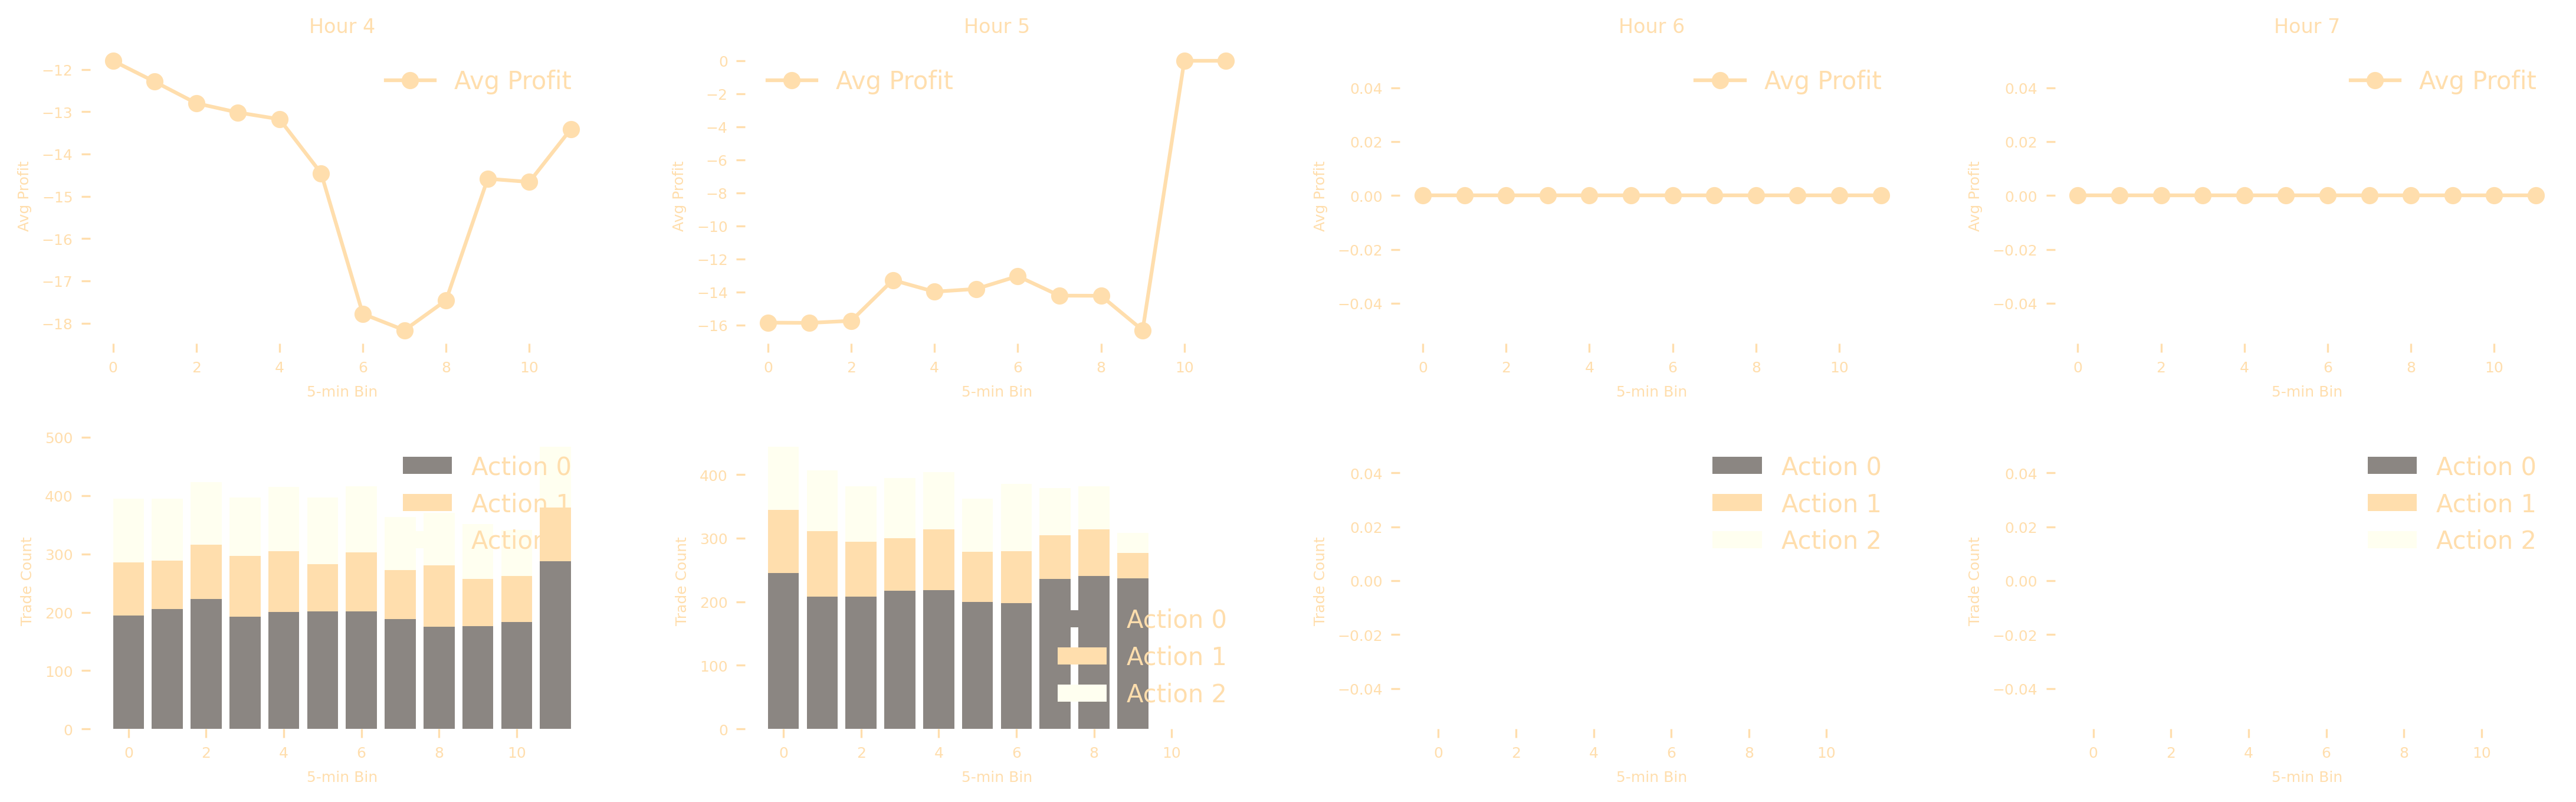 Hour 4
Hour 5
Hour 6
Hour 7
Avg Profit
−12
−13
−14
−15
−16
−17
−18
Avg Profit
0 2 4 6 8 10
5-min Bin
Avg Profit
0
−2
−4
−6
−8
−10
−12
−14
−16
Avg Profit
0 2 4 6 8 10
5-min Bin
Avg Profit
0.04
0.02
0.00
−0.02
−0.04
Avg Profit
0 2 4 6 8 10
5-min Bin
Avg Profit
0.04
0.02
0.00
−0.02
−0.04
Avg Profit
0 2 4 6 8 10
5-min Bin
Trade Count
500
400
300
200
100
0
Action 0
Action 1
Action
0 2 4 6 8 10
5-min Bin
Trade Count
400
300
200
100
0
Action 0
Action 1
Action 2
0 2 4 6 8 10
5-min Bin
Trade Count
0.04
0.02
0.00
−0.02
−0.04
Action 0
Action 1
Action 2
0 2 4 6 8 10
5-min Bin
Trade Count
0.04
0.02
0.00
−0.02
−0.04
Action 0
Action 1
Action 2
0 2 4 6 8 10
5-min Bin